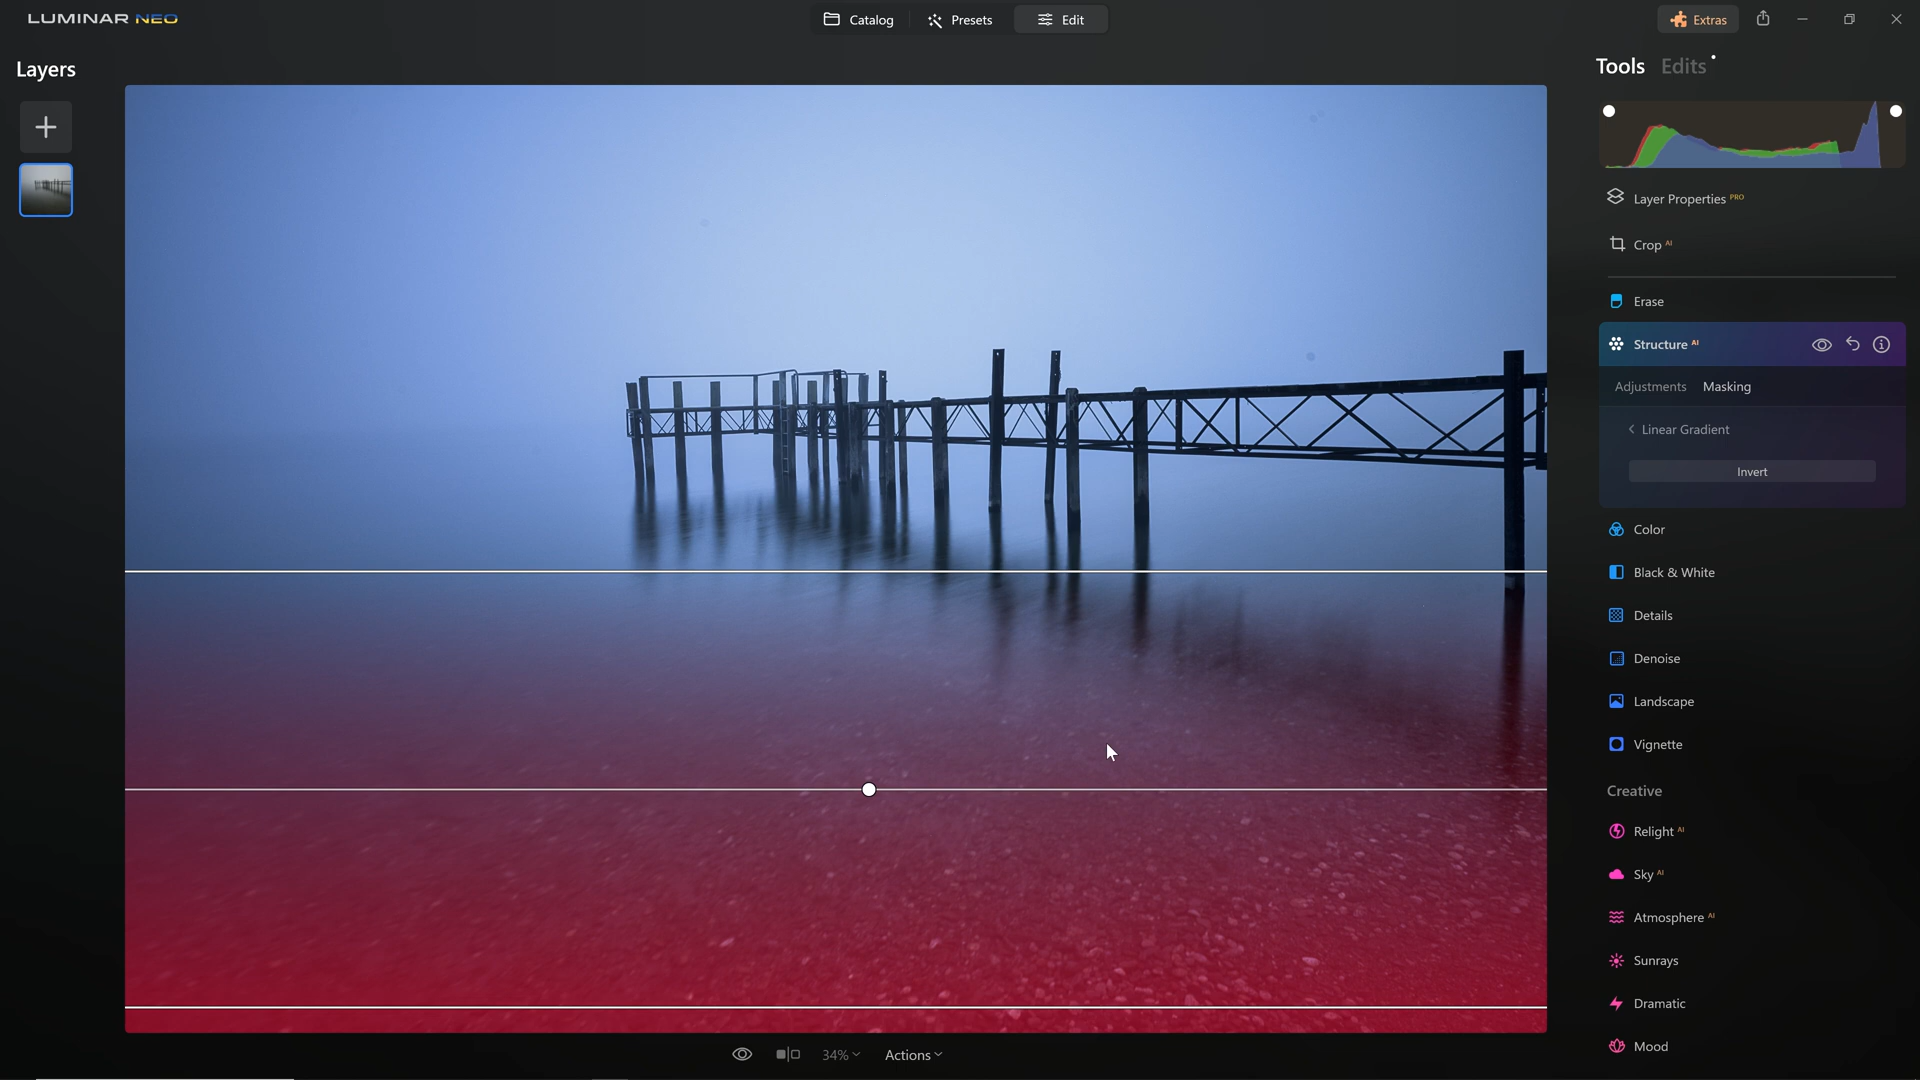 LUMINAR NEO
Catalog
Presets
Edit
Extras
Layers
Tools Edits
Layer Properties PRO
Crop AI
Erase
Structure AI
Adjustments Masking
Linear Gradient
Invert
Color
Black & White
Details
Denoise
Landscape
Vignette
Creative
Relight AI
Sky AI
Atmosphere AI
Sunrays
Dramatic
Mood
34%
Actions